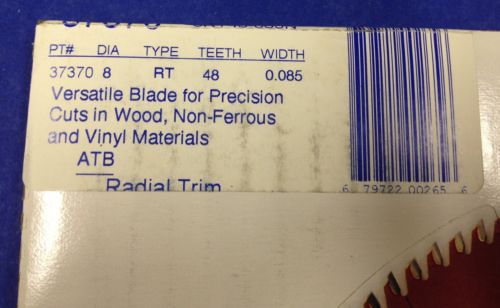 PT# DIA TYPE TEETH WIDTH
37370 8 RT 48 0.085
Versatile Blade for Precision
Cuts in Wood, Non-Ferrous
and Vinyl Materials
ATB
Radial Trim
6 79722 00265 6